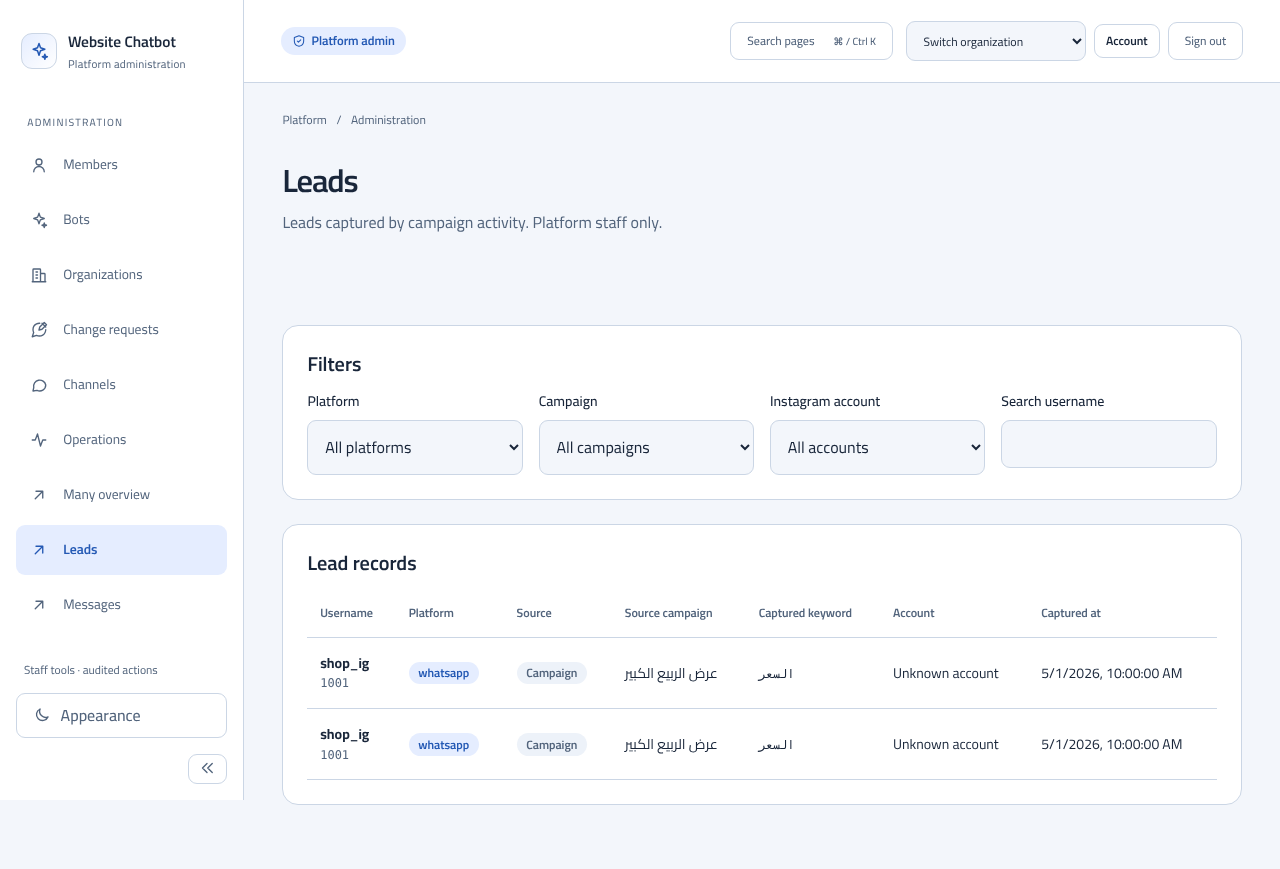 Website Chatbot
Platform administration
ADMINISTRATION
Members
Bots
Organizations
Change requests
Channels
Operations
Many overview
Leads
Messages
Staff tools · audited actions
Appearance
Platform admin
Search pages ⌘ / Ctrl K
Switch organization
Account
Sign out
Platform / Administration
Leads
Leads captured by campaign activity. Platform staff only.
Filters
Platform Campaign Instagram account Search username
All platforms All campaigns All accounts
Lead records
Username Platform Source Source campaign Captured keyword Account Captured at
shop_ig
1001
whatsapp Campaign عرض الربيع الكبير السعر Unknown account 5/1/2026, 10:00:00 AM
shop_ig
1001
whatsapp Campaign عرض الربيع الكبير السعر Unknown account 5/1/2026, 10:00:00 AM